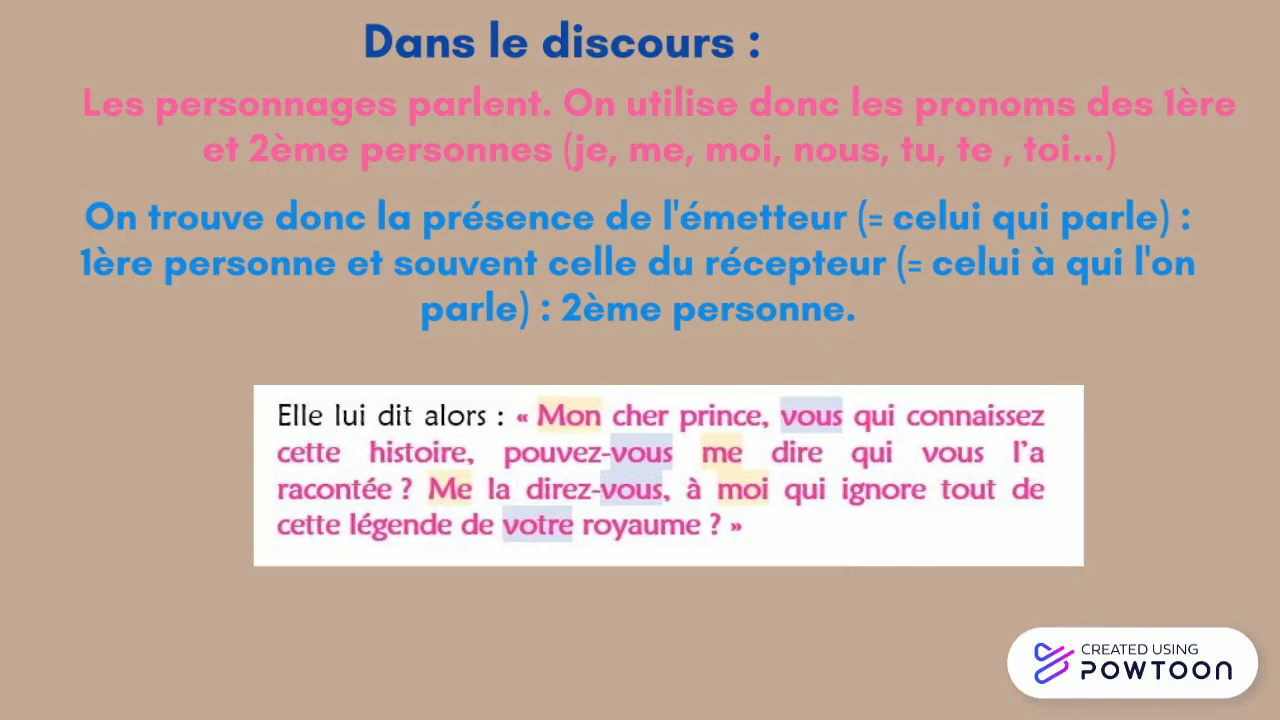 Dans le discours :
Les personnages parlent. On utilise donc les pronoms des 1ère
et 2ème personnes (je, me, moi, nous, tu, te , toi...)
On trouve donc la présence de l'émetteur (= celui qui parle) :
1ère personne et souvent celle du récepteur (= celui à qui l'on
parle) : 2ème personne.
Elle lui dit alors : « Mon cher prince, vous qui connaissez
cette histoire, pouvez-vous me dire qui vous l'a
racontée ? Me la direz-vous, à moi qui ignore tout de
cette légende de votre royaume ? »
CREATED USING
POWTOON